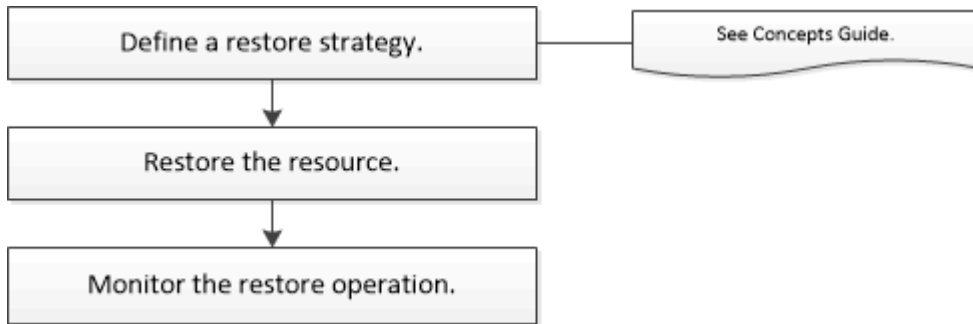 Define a restore strategy.
See Concepts Guide.
Restore the resource.
Monitor the restore operation.